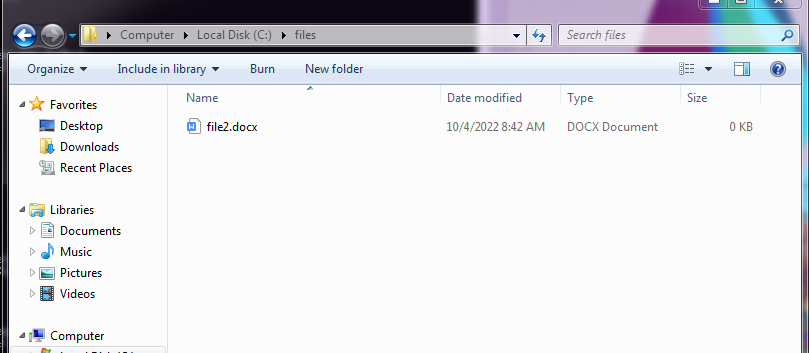 Computer Local Disk (C:) files Search files
Organize Include in library Burn New folder
Favorites
Desktop
Downloads
Recent Places
Libraries
Documents
Music
Pictures
Videos
Computer
Name Date modified Type Size
file2.docx 10/4/2022 8:42 AM DOCX Document 0 KB